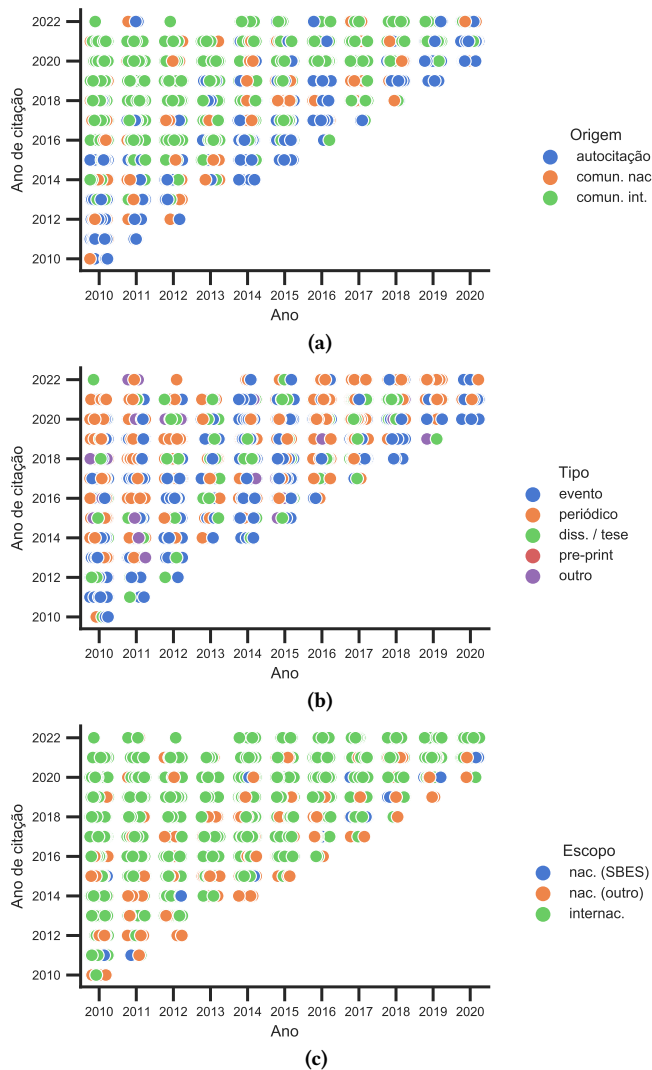 2022
2020
2018
2016
2014
2012
2010
Ano de citação
2010 2011 2012 2013 2014 2015 2016 2017 2018 2019 2020
Ano
Origem
autocitação
comun. nac
comun. int.
(a)
2022
2020
2018
2016
2014
2012
2010
Ano de citação
2010 2011 2012 2013 2014 2015 2016 2017 2018 2019 2020
Ano
Tipo
evento
periódico
diss. / tese
pre-print
outro
(b)
2022
2020
2018
2016
2014
2012
2010
Ano de citação
2010 2011 2012 2013 2014 2015 2016 2017 2018 2019 2020
Ano
Escopo
nac. (SBES)
nac. (outro)
internac.
(c)